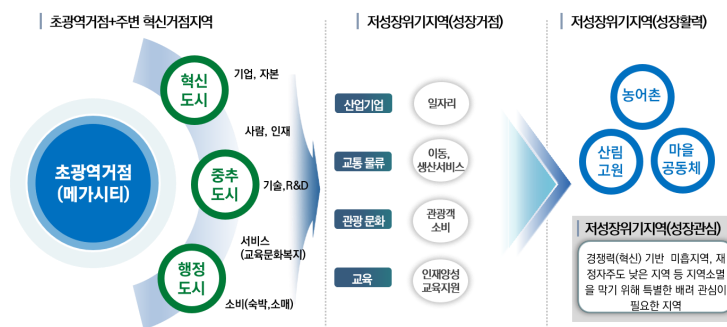 초광역거점+주변 혁신거점지역
초광역거점
(메가시티)
혁신
도시
중추
도시
행정
도시
기업, 자본
사람, 인재
기술,R&D
서비스
(교육문화복지)
소비(숙박,소매)
저성장위기지역(성장거점)
산업기업
일자리
교통 물류
이동,
생산서비스
관광 문화
관광객
소비
교육
인재양성
교육지원
저성장위기지역(성장활력)
농어촌
산림
고원
마을
공동체
저성장위기지역(성장관심)
경쟁력(혁신) 기반 미흡지역, 재
정자주도 낮은 지역 등 지역소멸
을 막기 위해 특별한 배려 관심이
필요한 지역